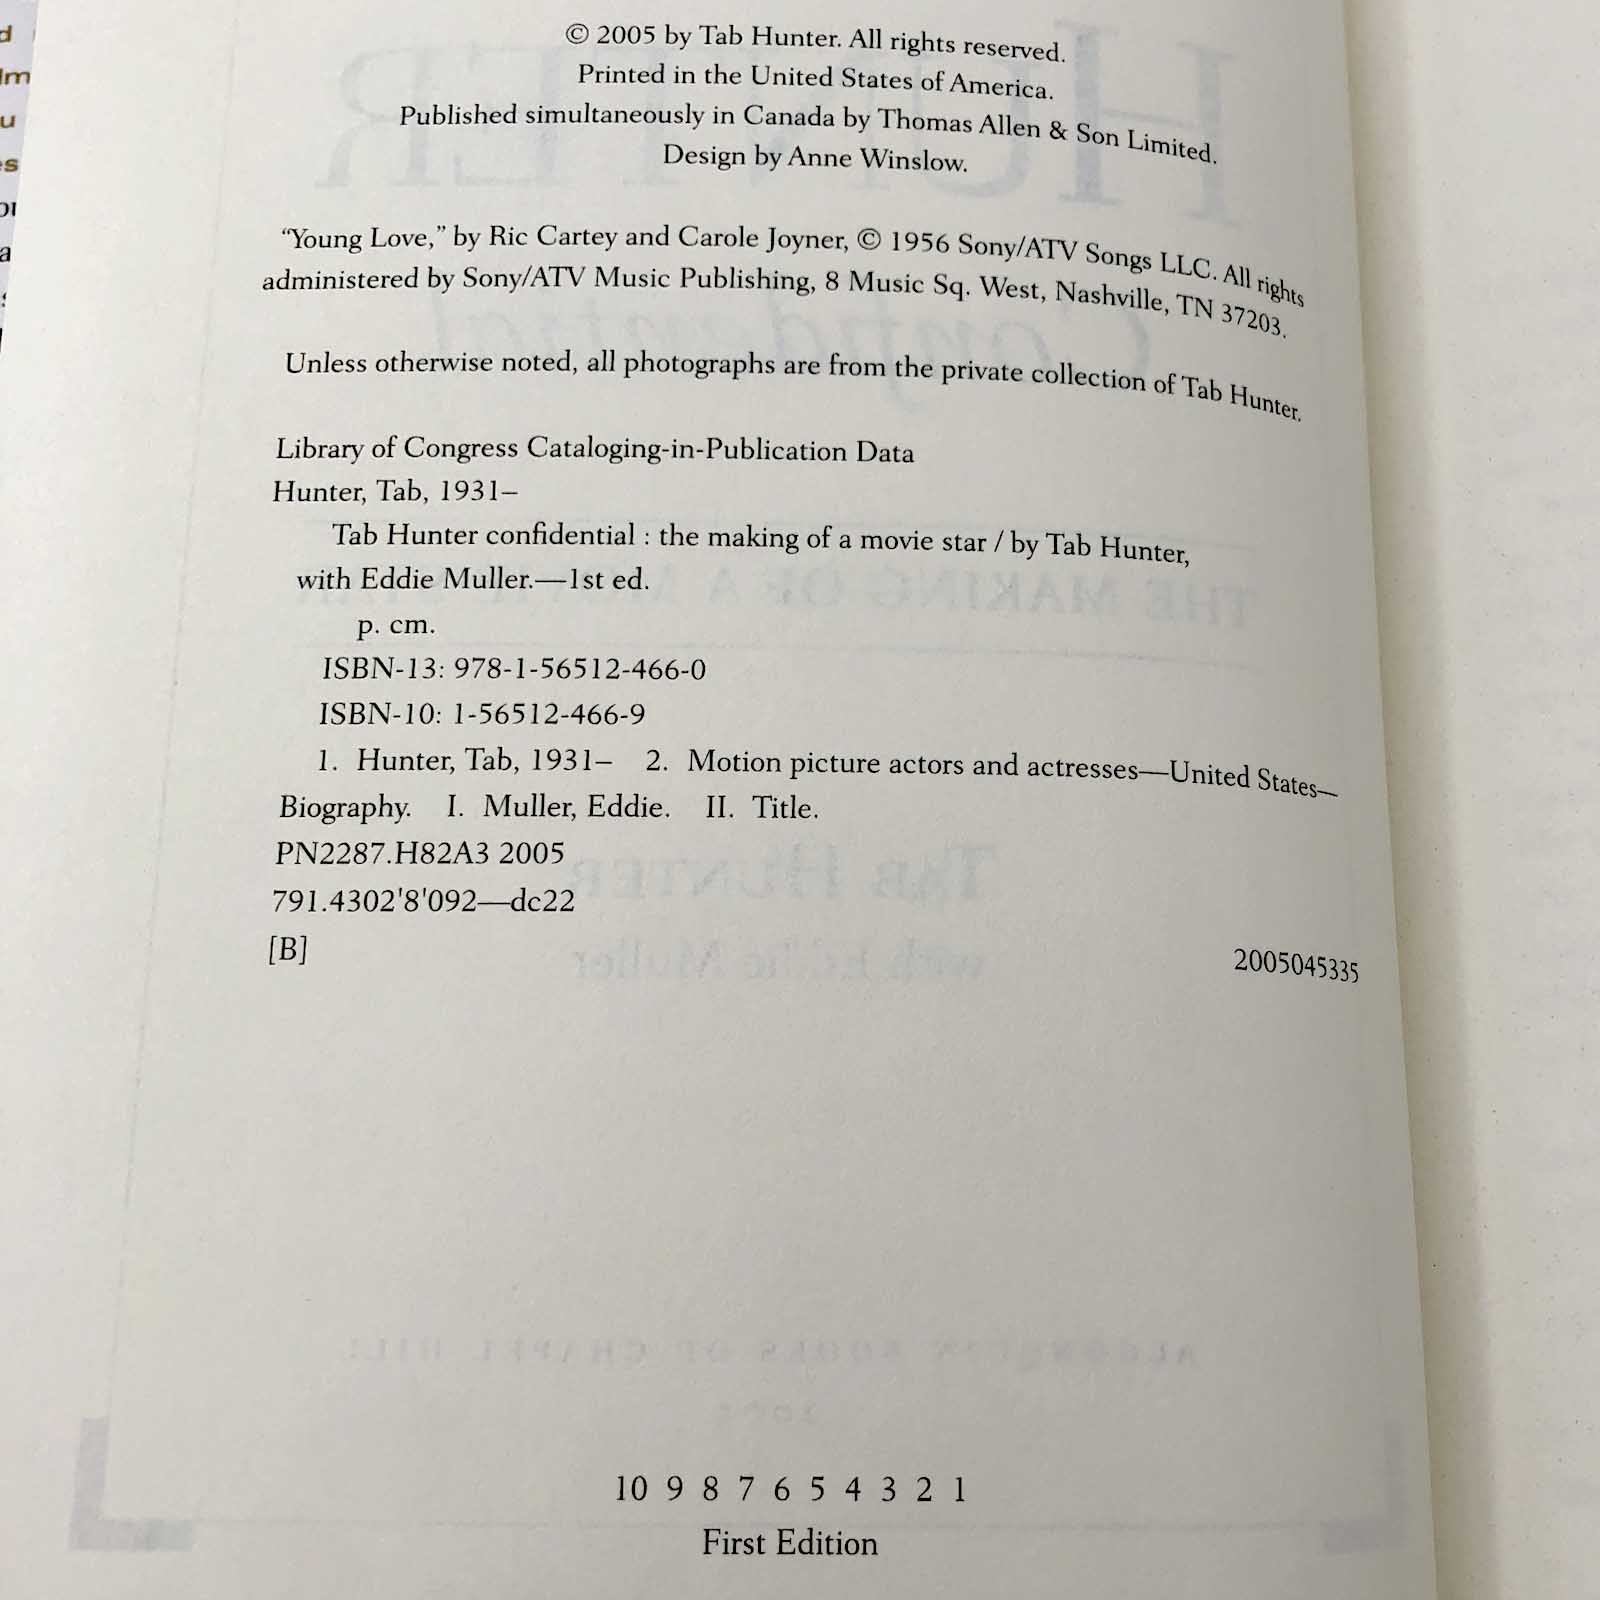 © 2005 by Tab Hunter. All rights reserved.
Printed in the United States of America.
Published simultaneously in Canada by Thomas Allen & Son Limited.
Design by Anne Winslow.
“Young Love,” by Ric Cartey and Carole Joyner, © 1956 Sony/ATV Songs LLC. All rights
administered by Sony/ATV Music Publishing, 8 Music Sq. West, Nashville, TN 37203.
Unless otherwise noted, all photographs are from the private collection of Tab Hunter.
Library of Congress Cataloging-in-Publication Data
Hunter, Tab, 1931–
Tab Hunter confidential : the making of a movie star / by Tab Hunter,
with Eddie Muller.—1st ed.
p. cm.
ISBN-13: 978-1-56512-466-0
ISBN-10: 1-56512-466-9
1. Hunter, Tab, 1931– 2. Motion picture actors and actresses—United States—
Biography. I. Muller, Eddie. II. Title.
PN2287.H82A3 2005
791.4302'8'092—dc22
[B] 2005045335
10 9 8 7 6 5 4 3 2 1
First Edition